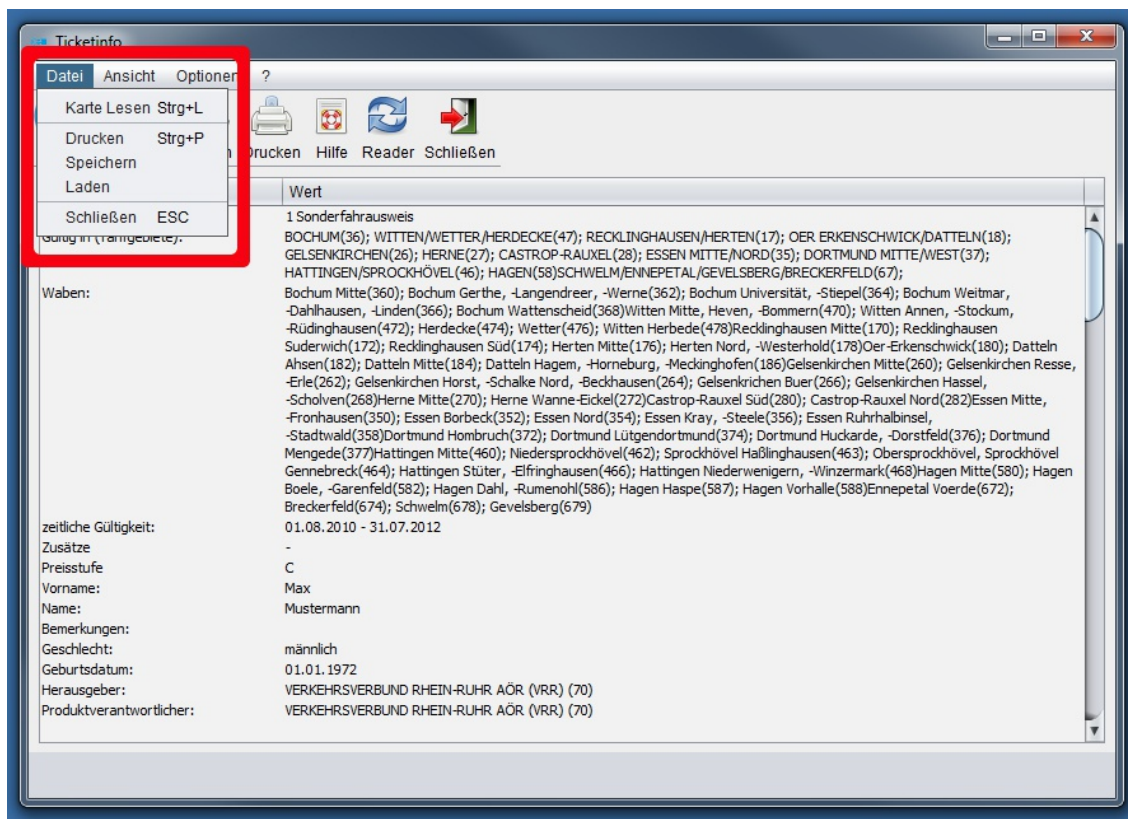 Ticketinfo
Datei Ansicht Optionen ?
Karte Lesen Strg+L
Drucken Strg+P
Speichern
Laden
Schließen ESC
Drucken Hilfe Reader Schließen
Wert
1 Sonderfahrausweis
Gültig in (Tarifgebiete): BOCHUM(36); WITTEN/WETTER/HERDECKE(47); RECKLINGHAUSEN/HERTEN(17); OER ERKENSCHWICK/DATTELN(18);
GELSENKIRCHEN(26); HERNE(27); CASTROP-RAUXEL(28); ESSEN MITTE/NORD(35); DORTMUND MITTE/WEST(37);
HATTINGEN/SPROCKHÖVEL(46); HAGEN(58)SCHWELM/ENNEPETAL/GEVELSBERG/BRECKERFELD(67);
Waben: Bochum Mitte(360); Bochum Gerthe, -Langendreer, -Werne(362); Bochum Universität, -Stiepel(364); Bochum Weitmar,
-Dahlhausen, -Linden(366); Bochum Wattenscheid(368)Witten Mitte, Heven, -Bommern(470); Witten Annen, -Stockum,
-Rüdinghausen(472); Herdecke(474); Wetter(476); Witten Herbede(478)Recklinghausen Mitte(170); Recklinghausen
Suderwich(172); Recklinghausen Süd(174); Herten Mitte(176); Herten Nord, -Westerhold(178)Oer-Erkenschwick(180); Datteln
Ahsen(182); Datteln Mitte(184); Datteln Hagem, -Horneburg, -Meckinghofen(186)Gelsenkirchen Mitte(260); Gelsenkirchen Resse,
-Erle(262); Gelsenkirchen Horst, -Schalke Nord, -Beckhausen(264); Gelsenkrichen Buer(266); Gelsenkirchen Hassel,
-Scholven(268)Herne Mitte(270); Herne Wanne-Eickel(272)Castrop-Rauxel Süd(280); Castrop-Rauxel Nord(282)Essen Mitte,
-Fronhausen(350); Essen Borbeck(352); Essen Nord(354); Essen Kray, -Steele(356); Essen Ruhrhalbinsel,
-Stadtwald(358)Dortmund Hombruch(372); Dortmund Lütgendortmund(374); Dortmund Huckarde, -Dorstfeld(376); Dortmund
Mengede(377)Hattingen Mitte(460); Niedersprockhövel(462); Sprockhövel Haßlinghausen(463); Obersprockhövel, Sprockhövel
Gennebreck(464); Hattingen Stüter, -Elfringhausen(466); Hattingen Niederwenigern, -Winzermark(468)Hagen Mitte(580); Hagen
Boele, -Garenfeld(582); Hagen Dahl, -Rumenohl(586); Hagen Haspe(587); Hagen Vorhalle(588)Ennepetal Voerde(672);
Breckerfeld(674); Schwelm(678); Gevelsberg(679)
zeitliche Gültigkeit: 01.08.2010 - 31.07.2012
Zusätze -
Preisstufe C
Vorname: Max
Name: Mustermann
Bemerkungen:
Geschlecht: männlich
Geburtsdatum: 01.01.1972
Herausgeber: VERKEHRSVERBUND RHEIN-RUHR AÖR (VRR) (70)
Produktverantwortlicher: VERKEHRSVERBUND RHEIN-RUHR AÖR (VRR) (70)